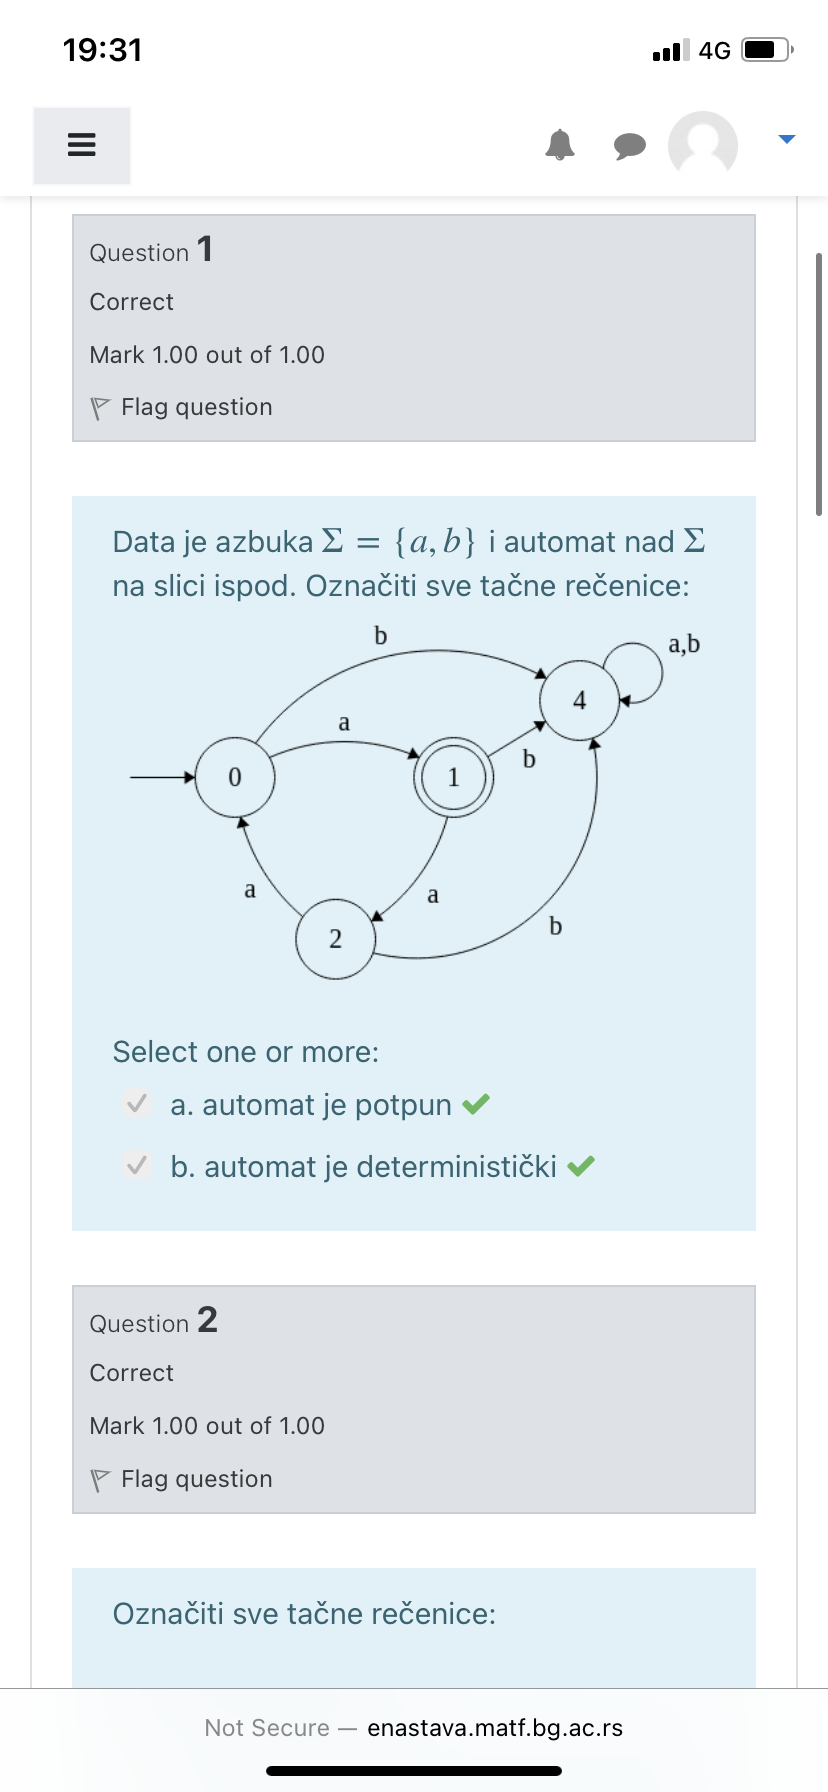 19:31
4G
Question 1
Correct
Mark 1.00 out of 1.00
Flag question
Data je azbuka Σ = {a, b} i automat nad Σ
na slici ispod. Označiti sve tačne rečenice:
b
a,b
4
a
b
0
1
a
a
b
2
Select one or more:
a. automat je potpun
b. automat je deterministički
Question 2
Correct
Mark 1.00 out of 1.00
Flag question
Označiti sve tačne rečenice:
Not Secure — enastava.matf.bg.ac.rs